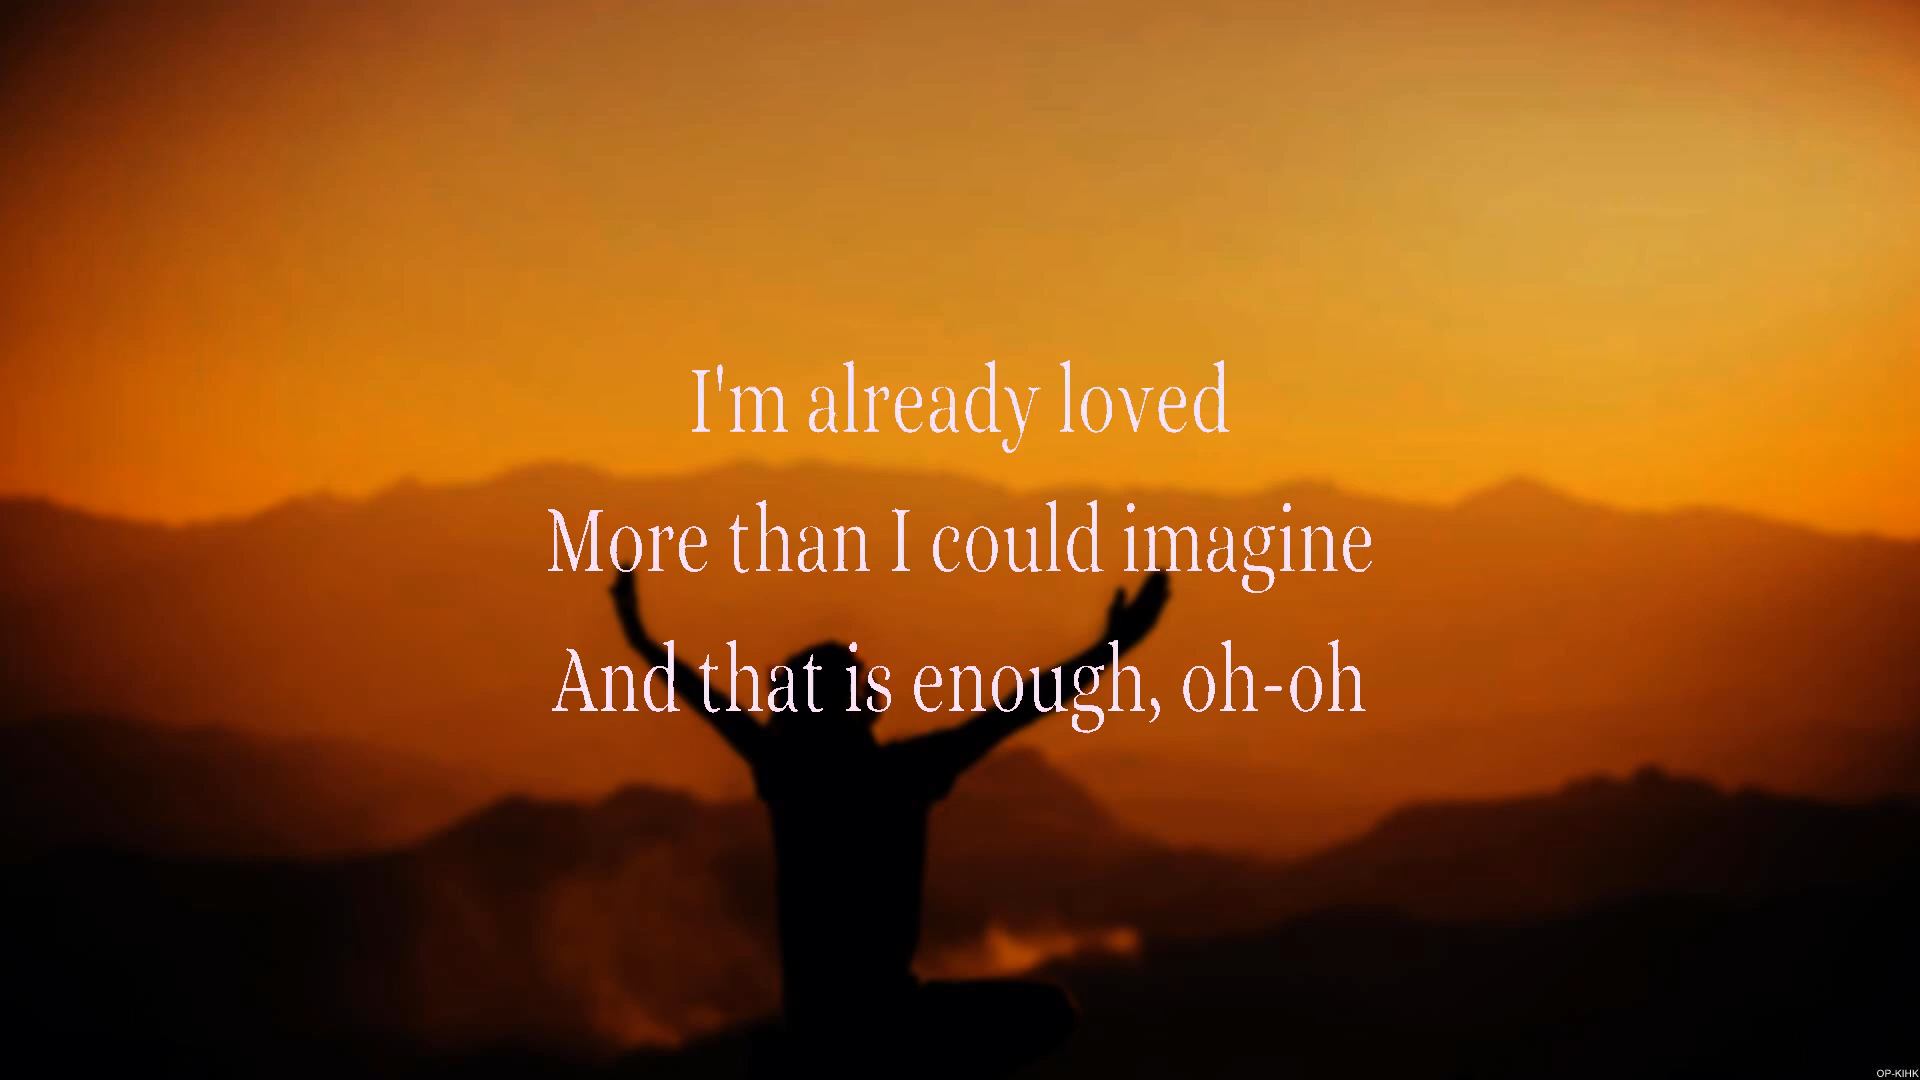 I'm already loved
More than I could imagine
And that is enough, oh-oh
OP-KIHK